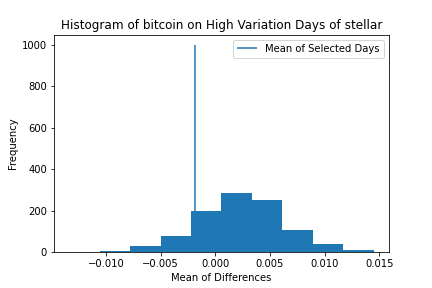 Histogram of bitcoin on High Variation Days of stellar
Mean of Selected Days
1000
800
600
400
200
0
Frequency
−0.010 −0.005 0.000 0.005 0.010 0.015
Mean of Differences